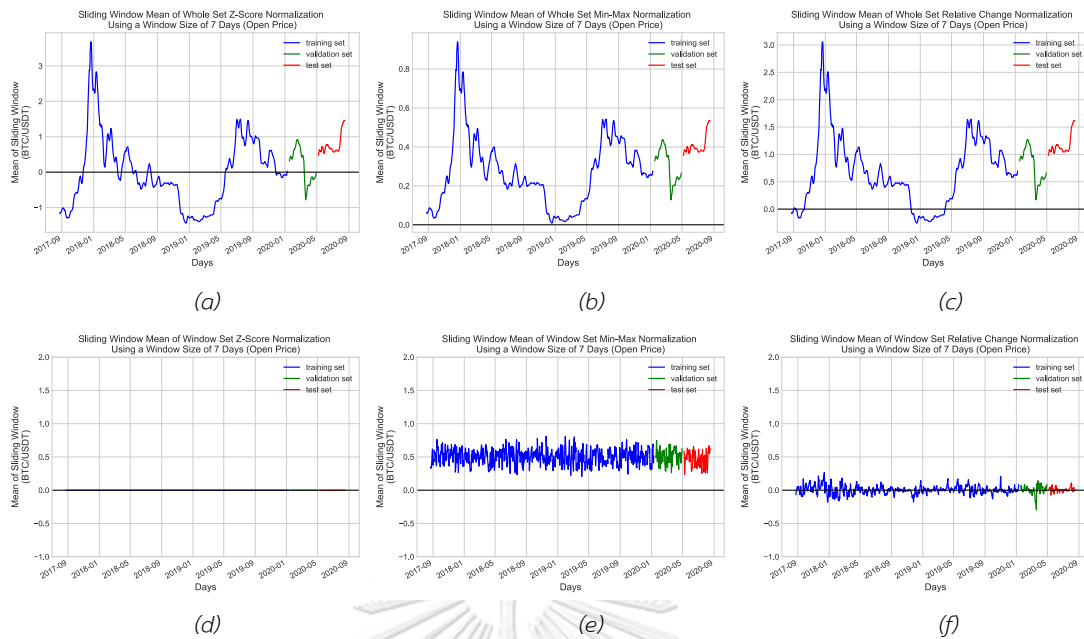 Sliding Window Mean of Whole Set Z-Score Normalization
Using a Window Size of 7 Days (Open Price)
training set
validation set
test set
Mean of Sliding Window
(BTC/USDT)
3
2
1
0
−1
2017-09
2018-01
2018-05
2018-09
2019-01
2019-05
2019-09
2020-01
2020-05
2020-09
Days
(a)
Sliding Window Mean of Whole Set Min-Max Normalization
Using a Window Size of 7 Days (Open Price)
training set
validation set
test set
Mean of Sliding Window
(BTC/USDT)
0.8
0.6
0.4
0.2
0.0
2017-09
2018-01
2018-05
2018-09
2019-01
2019-05
2019-09
2020-01
2020-05
2020-09
Days
(b)
Sliding Window Mean of Whole Set Relative Change Normalization
Using a Window Size of 7 Days (Open Price)
training set
validation set
test set
Mean of Sliding Window
(BTC/USDT)
3.0
2.5
2.0
1.5
1.0
0.5
0.0
2017-09
2018-01
2018-05
2018-09
2019-01
2019-05
2019-09
2020-01
2020-05
2020-09
Days
(c)
Sliding Window Mean of Window Set Z-Score Normalization
Using a Window Size of 7 Days (Open Price)
training set
validation set
test set
Mean of Sliding Window
(BTC/USDT)
2.0
1.5
1.0
0.5
0.0
−0.5
−1.0
2017-09
2018-01
2018-05
2018-09
2019-01
2019-05
2019-09
2020-01
2020-05
2020-09
Days
(d)
Sliding Window Mean of Window Set Min-Max Normalization
Using a Window Size of 7 Days (Open Price)
training set
validation set
test set
Mean of Sliding Window
(BTC/USDT)
2.0
1.5
1.0
0.5
0.0
−0.5
−1.0
2017-09
2018-01
2018-05
2018-09
2019-01
2019-05
2019-09
2020-01
2020-05
2020-09
Days
(e)
Sliding Window Mean of Window Set Relative Change Normalization
Using a Window Size of 7 Days (Open Price)
training set
validation set
test set
Mean of Sliding Window
(BTC/USDT)
2.0
1.5
1.0
0.5
0.0
−0.5
−1.0
2017-09
2018-01
2018-05
2018-09
2019-01
2019-05
2019-09
2020-01
2020-05
2020-09
Days
(f)